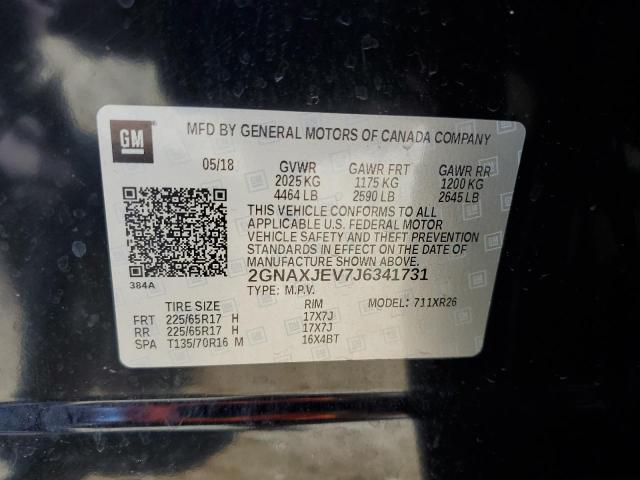 GM
MFD BY GENERAL MOTORS OF CANADA COMPANY
05/18 GVWR GAWR FRT GAWR RR
2025 KG 1175 KG 1200 KG
4464 LB 2590 LB 2645 LB
THIS VEHICLE CONFORMS TO ALL
APPLICABLE U.S. FEDERAL MOTOR
VEHICLE SAFETY AND THEFT PREVENTION
STANDARDS IN EFFECT ON THE DATE OF
MANUFACTURE SHOWN ABOVE.
2GNAXJEV7J6341731
384A TYPE: M.P.V.
TIRE SIZE RIM MODEL: 711XR26
FRT 225/65R17 H 17X7J
RR 225/65R17 H 17X7J
SPA T135/70R16 M 16X4BT